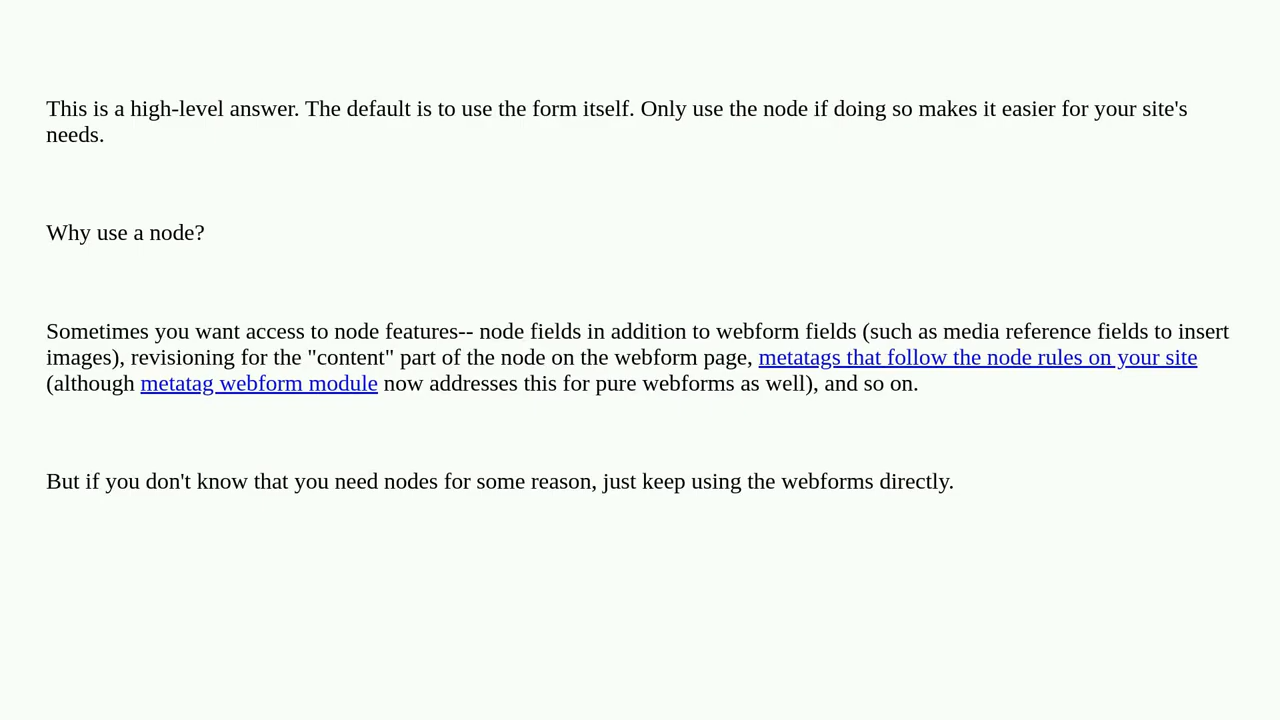 This is a high-level answer. The default is to use the form itself. Only use the node if doing so makes it easier for your site's
needs.
Why use a node?
Sometimes you want access to node features-- node fields in addition to webform fields (such as media reference fields to insert
images), revisioning for the "content" part of the node on the webform page, metatags that follow the node rules on your site
(although metatag webform module now addresses this for pure webforms as well), and so on.
But if you don't know that you need nodes for some reason, just keep using the webforms directly.